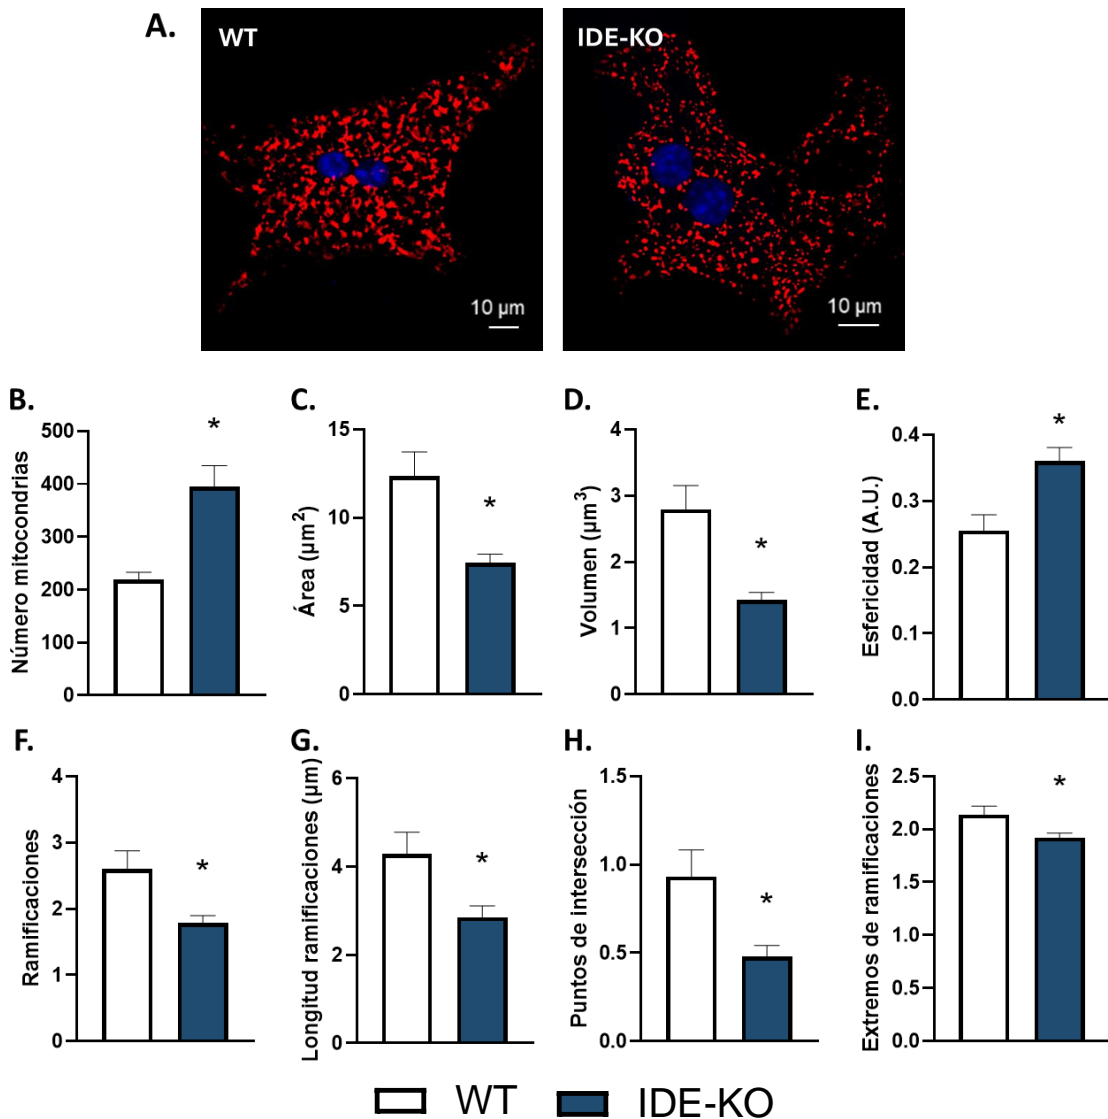 A.
WT
IDE-KO
10 µm
10 µm
B.
Número mitocondrias
500
400
300
200
100
0
*
C.
Área (µm²)
15
10
5
0
*
D.
Volumen (µm³)
4
3
2
1
0
*
E.
Esfericidad (A.U.)
0.4
0.3
0.2
0.1
0.0
*
F.
Ramificaciones
4
3
2
1
0
*
G.
Longitud ramificaciones (µm)
6
4
2
0
*
H.
Puntos de intersección
1.5
1.0
0.5
0.0
*
I.
Extremos de ramificaciones
2.5
2.0
1.5
1.0
0.5
0.0
*
WT
IDE-KO